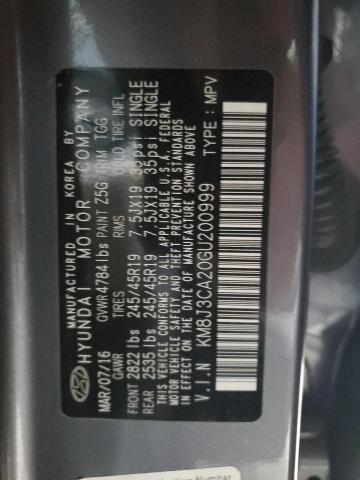 MANUFACTURED IN KOREA BY
HYUNDAI MOTOR COMPANY
MAR/07/16 GVWR4784lbs PAINT Z5G TRIM TGG
GAWR TIRES RIMS COLD TIRE INFL
FRONT 2822 lbs 245/45R19 7.5JX19 35psi SINGLE
REAR 2535 lbs 245/45R19 7.5JX19 35psi SINGLE
THIS VEHICLE CONFORMS TO ALL APPLICABLE U.S.A. FEDERAL
MOTOR VEHICLE SAFETY AND THEFT PREVENTION STANDARDS
IN EFFECT ON THE DATE OF MANUFACTURE SHOWN ABOVE
V.I.N KM8J3CA20GU200999 TYPE : MPV
Number